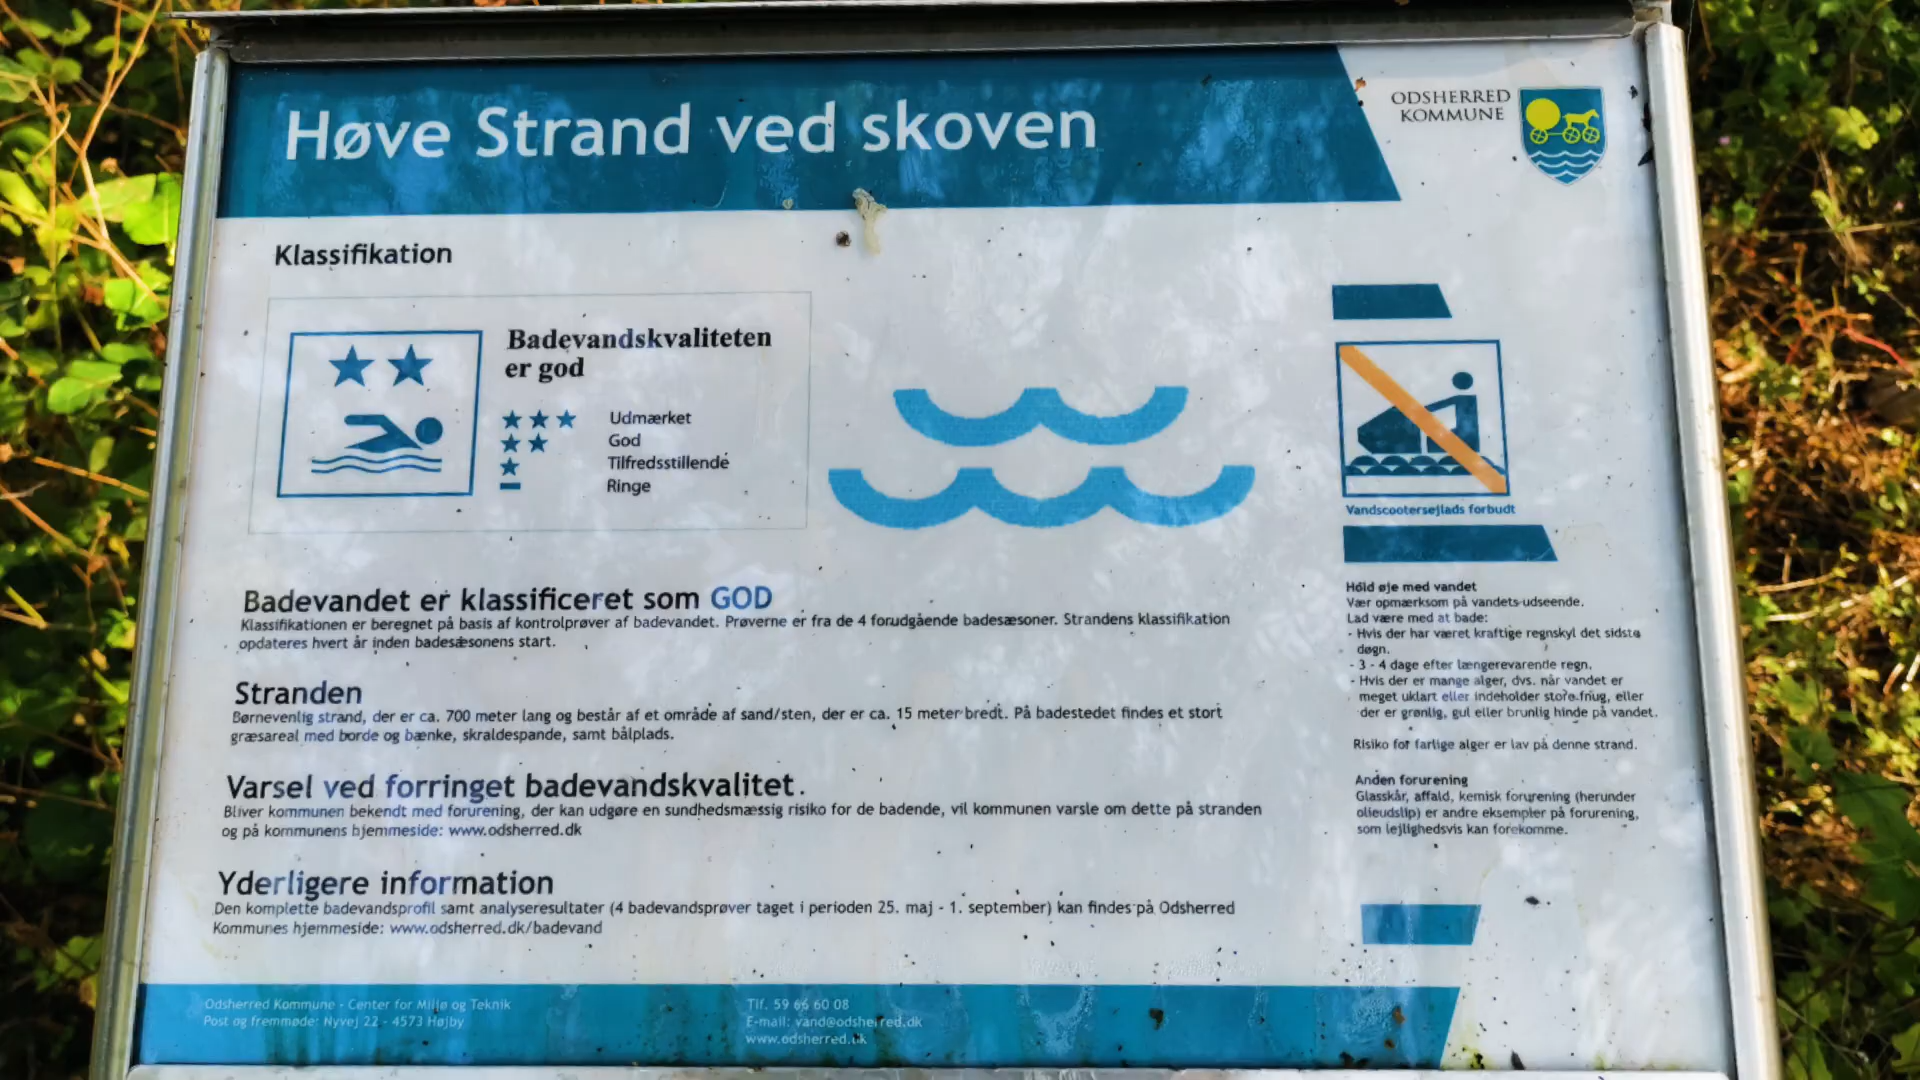 Høve Strand ved skoven
ODSHERRED
KOMMUNE
Klassifikation
Badevandskvaliteten
er god
Udmærket
God
Tilfredsstillende
Ringe
Vandscootersejlads forbudt
Badevandet er klassificeret som GOD
Klassifikationen er beregnet på basis af kontrolprøver af badevandet. Prøverne er fra de 4 forudgående badesæsoner. Strandens klassifikation
opdateres hvert år inden badesæsonens start.
Stranden
Børnevenlig strand, der er ca. 700 meter lang og består af et område af sand/sten, der er ca. 15 meter bredt. På badestedet findes et stort
græsareal med borde og bænke, skraldespande, samt bålplads.
Varsel ved forringet badevandskvalitet.
Bliver kommunen bekendt med forurening, der kan udgøre en sundhedsmæssig risiko for de badende, vil kommunen varsle om dette på stranden
og på kommunens hjemmeside: www.odsherred.dk
Yderligere information
Den komplette badevandsprofil samt analyseresultater (4 badevandsprøver taget i perioden 25. maj - 1. september) kan findes på Odsherred
Kommunes hjemmeside: www.odsherred.dk/badevand
Hold øje med vandet
Vær opmærksom på vandets udseende.
Lad være med at bade:
- Hvis der har været kraftige regnskyl det sidste
døgn.
- 3 - 4 dage efter længerevarende regn.
- Hvis der er mange alger, dvs. når vandet er
meget uklart eller indeholder store fnug, eller
der er grønlig, gul eller brunlig hinde på vandet.
Risiko for farlige alger er lav på denne strand.
Anden forurening
Glasskår, affald, kemisk forurening (herunder
olieudslip) er andre eksempler på forurening,
som lejlighedsvis kan forekomme.
Odsherred Kommune - Center for Miljø og Teknik
Post og fremmøde: Nyvej 22 - 4573 Højby
Tlf. 59 66 60 08
E-mail: vand@odsherred.dk
www.odsherred.dk